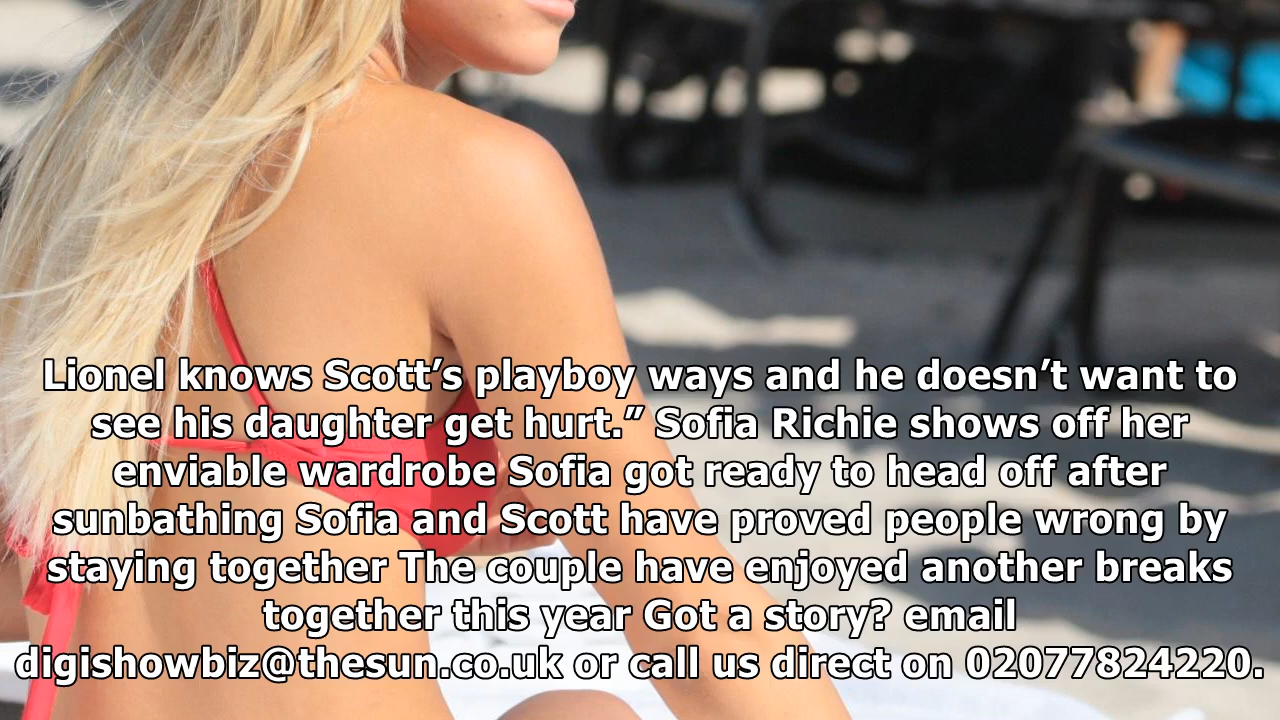 Lionel knows Scott’s playboy ways and he doesn’t want to
see his daughter get hurt.” Sofia Richie shows off her
enviable wardrobe Sofia got ready to head off after
sunbathing Sofia and Scott have proved people wrong by
staying together The couple have enjoyed another breaks
together this year Got a story? email
digishowbiz@thesun.co.uk or call us direct on 02077824220.